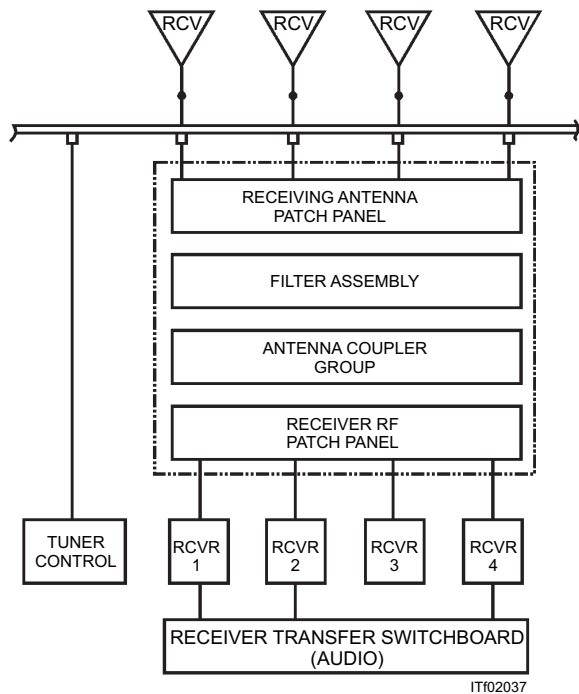 RCV RCV RCV RCV
RECEIVING ANTENNA
PATCH PANEL
FILTER ASSEMBLY
ANTENNA COUPLER
GROUP
RECEIVER RF
PATCH PANEL
TUNER
CONTROL
RCVR
1
RCVR
2
RCVR
3
RCVR
4
RECEIVER TRANSFER SWITCHBOARD
(AUDIO)
ITf02037